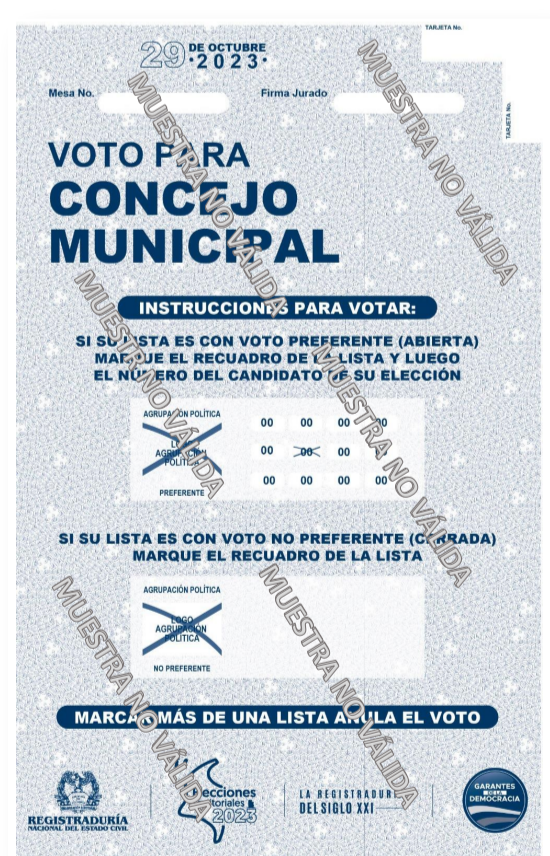 TARJETA No.
29 DE OCTUBRE
·2023·
Mesa No.
Firma Jurado
TARJETA No.
VOTO PARA
CONCEJO
MUNICIPAL
INSTRUCCIONES PARA VOTAR:
SI SU LISTA ES CON VOTO PREFERENTE (ABIERTA)
MARQUE EL RECUADRO DE LA LISTA Y LUEGO
EL NÚMERO DEL CANDIDATO DE SU ELECCIÓN
AGRUPACIÓN POLÍTICA
LOGO
AGRUPACIÓN
POLÍTICA
PREFERENTE
00 00 00 00
00 00 00
00 00 00 00
SI SU LISTA ES CON VOTO NO PREFERENTE (CERRADA)
MARQUE EL RECUADRO DE LA LISTA
AGRUPACIÓN POLÍTICA
LOGO
AGRUPACIÓN
POLÍTICA
NO PREFERENTE
MARCAR MÁS DE UNA LISTA ANULA EL VOTO
REGISTRADURÍA
NACIONAL DEL ESTADO CIVIL
Elecciones
Territoriales
2023
LA REGISTRADURÍA
DEL SIGLO XXI
GARANTES
DE LA
DEMOCRACIA
MUESTRA NO VÁLIDA
MUESTRA NO VÁLIDA
MUESTRA NO VÁLIDA
MUESTRA NO VÁLIDA
MUESTRA NO VÁLIDA
MUESTRA NO VÁLIDA